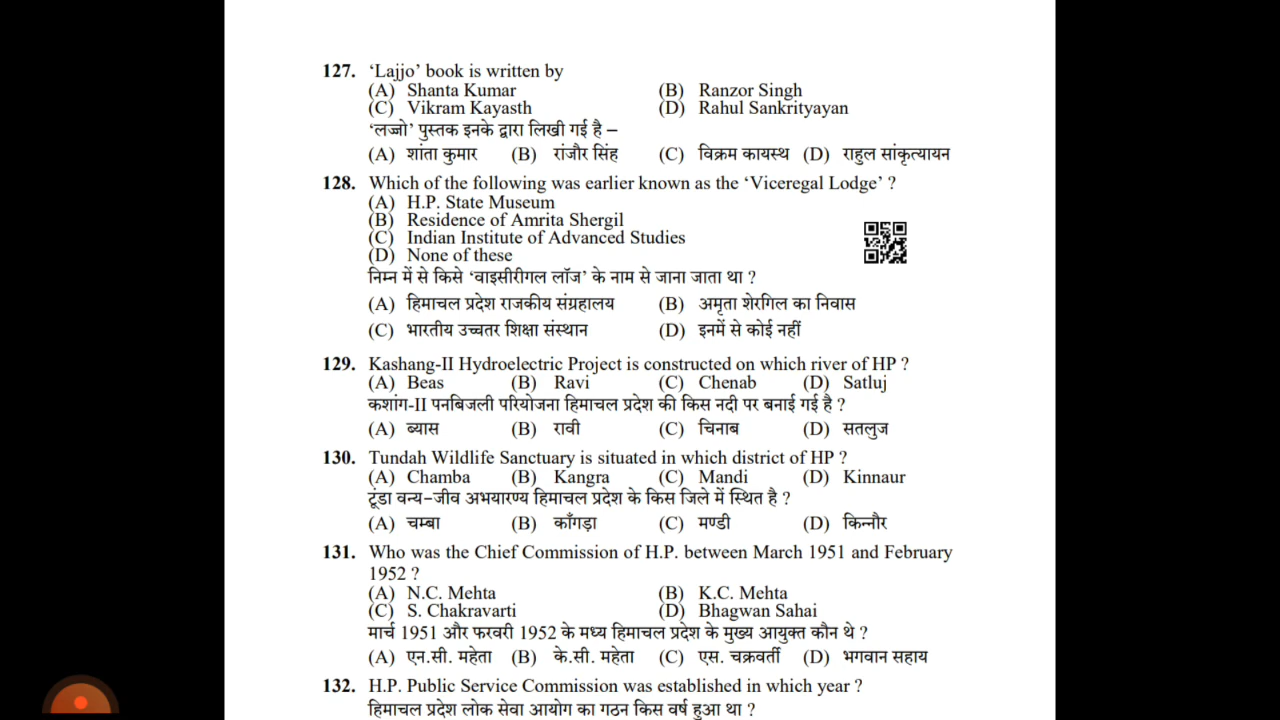 127. ‘Lajjo’ book is written by
(A) Shanta Kumar (B) Ranzor Singh
(C) Vikram Kayasth (D) Rahul Sankrityayan
‘लज्जो’ पुस्तक इनके द्वारा लिखी गई है –
(A) शांता कुमार (B) रांजौर सिंह (C) विक्रम कायस्थ (D) राहुल सांकृत्यायन
128. Which of the following was earlier known as the ‘Viceregal Lodge’ ?
(A) H.P. State Museum
(B) Residence of Amrita Shergil
(C) Indian Institute of Advanced Studies
(D) None of these
निम्न में से किसे ‘वाइसीरीगल लॉज’ के नाम से जाना जाता था ?
(A) हिमाचल प्रदेश राजकीय संग्रहालय (B) अमृता शेरगिल का निवास
(C) भारतीय उच्चतर शिक्षा संस्थान (D) इनमें से कोई नहीं
129. Kashang-II Hydroelectric Project is constructed on which river of HP ?
(A) Beas (B) Ravi (C) Chenab (D) Satluj
कशांग-II पनबिजली परियोजना हिमाचल प्रदेश की किस नदी पर बनाई गई है ?
(A) ब्यास (B) रावी (C) चिनाब (D) सतलुज
130. Tundah Wildlife Sanctuary is situated in which district of HP ?
(A) Chamba (B) Kangra (C) Mandi (D) Kinnaur
टूंडा वन्य-जीव अभयारण्य हिमाचल प्रदेश के किस जिले में स्थित है ?
(A) चम्बा (B) काँगड़ा (C) मण्डी (D) किन्नौर
131. Who was the Chief Commission of H.P. between March 1951 and February
1952 ?
(A) N.C. Mehta (B) K.C. Mehta
(C) S. Chakravarti (D) Bhagwan Sahai
मार्च 1951 और फरवरी 1952 के मध्य हिमाचल प्रदेश के मुख्य आयुक्त कौन थे ?
(A) एन.सी. महेता (B) के.सी. महेता (C) एस. चक्रवर्ती (D) भगवान सहाय
132. H.P. Public Service Commission was established in which year ?
हिमाचल प्रदेश लोक सेवा आयोग का गठन किस वर्ष हुआ था ?